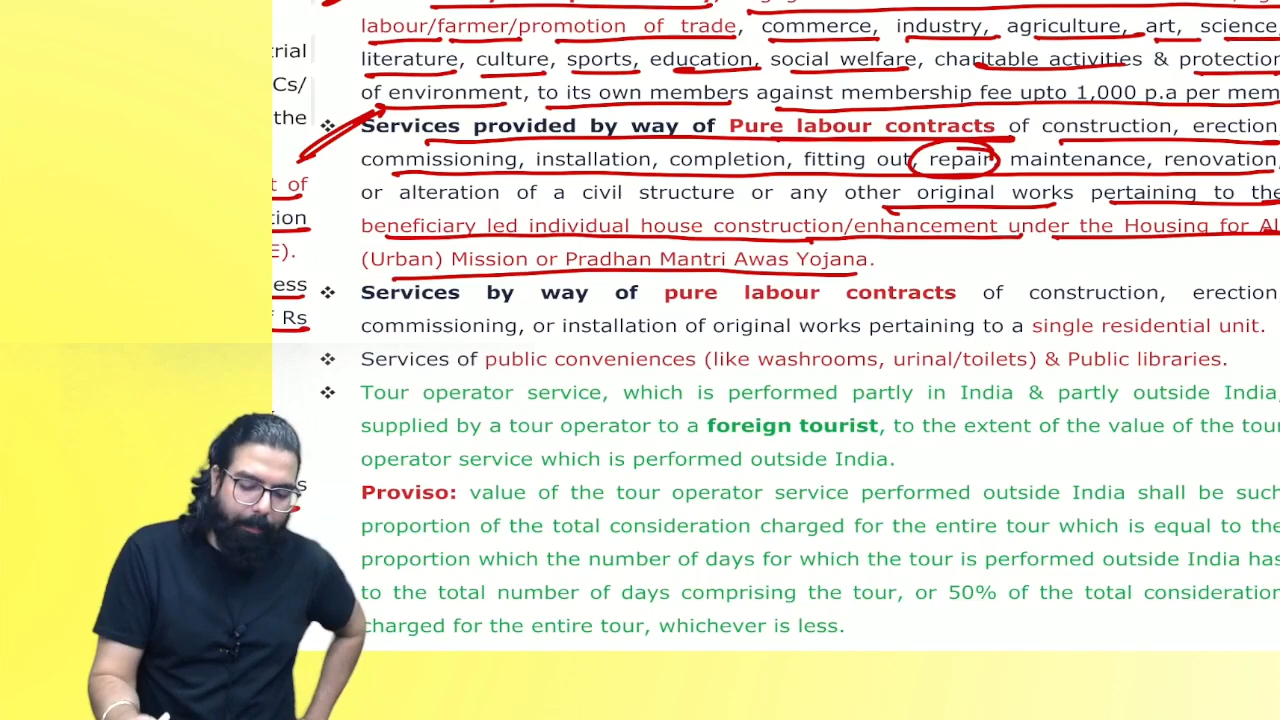 labour/farmer/promotion of trade, commerce, industry, agriculture, art, science
literature, culture, sports, education, social welfare, charitable activities & protection
of environment, to its own members against membership fee upto 1,000 p.a per mem
❖ Services provided by way of Pure labour contracts of construction, erection
commissioning, installation, completion, fitting out, repair maintenance, renovation,
or alteration of a civil structure or any other original works pertaining to the
beneficiary led individual house construction/enhancement under the Housing for Al
(Urban) Mission or Pradhan Mantri Awas Yojana.
❖ Services by way of pure labour contracts of construction, erection
commissioning, or installation of original works pertaining to a single residential unit.
❖ Services of public conveniences (like washrooms, urinal/toilets) & Public libraries.
❖ Tour operator service, which is performed partly in India & partly outside India,
supplied by a tour operator to a foreign tourist, to the extent of the value of the tour
operator service which is performed outside India.
Proviso: value of the tour operator service performed outside India shall be such
proportion of the total consideration charged for the entire tour which is equal to the
proportion which the number of days for which the tour is performed outside India has
to the total number of days comprising the tour, or 50% of the total consideration
charged for the entire tour, whichever is less.
trial
Cs/
the
t of
tion
E).
ess
f Rs
s